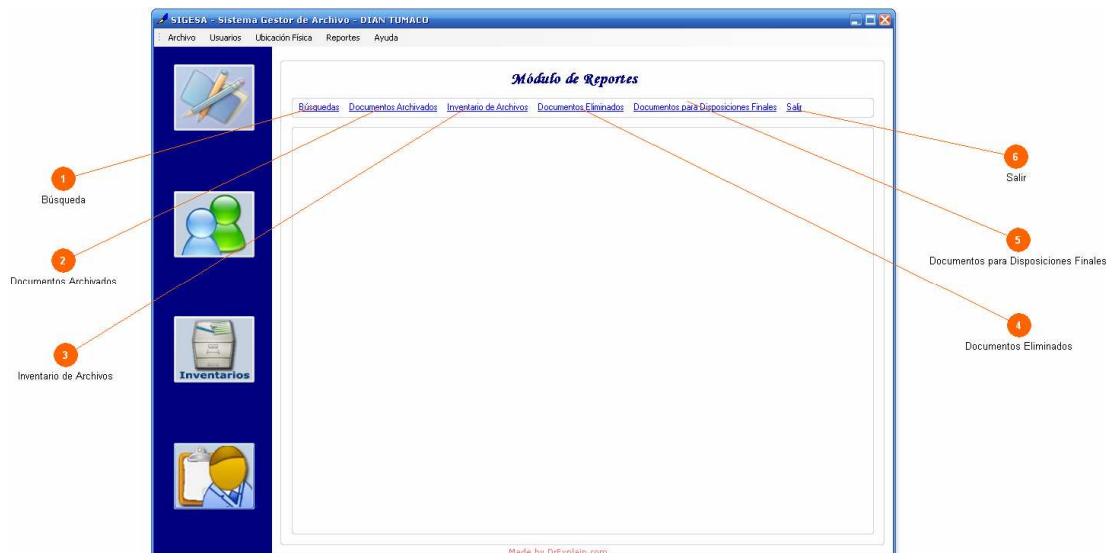 SIGESA - Sistema Gestor de Archivo - DIAN TUMACO
Archivo Usuarios Ubicación Física Reportes Ayuda
Módulo de Reportes
Búsquedas Documentos Archivados Inventario de Archivos Documentos Eliminados Documentos para Disposiciones Finales Salir
1
Búsqueda
2
Documentos Archivados
3
Inventario de Archivos
6
Salir
5
Documentos para Disposiciones Finales
4
Documentos Eliminados
Inventarios
Made by DrExplain.com